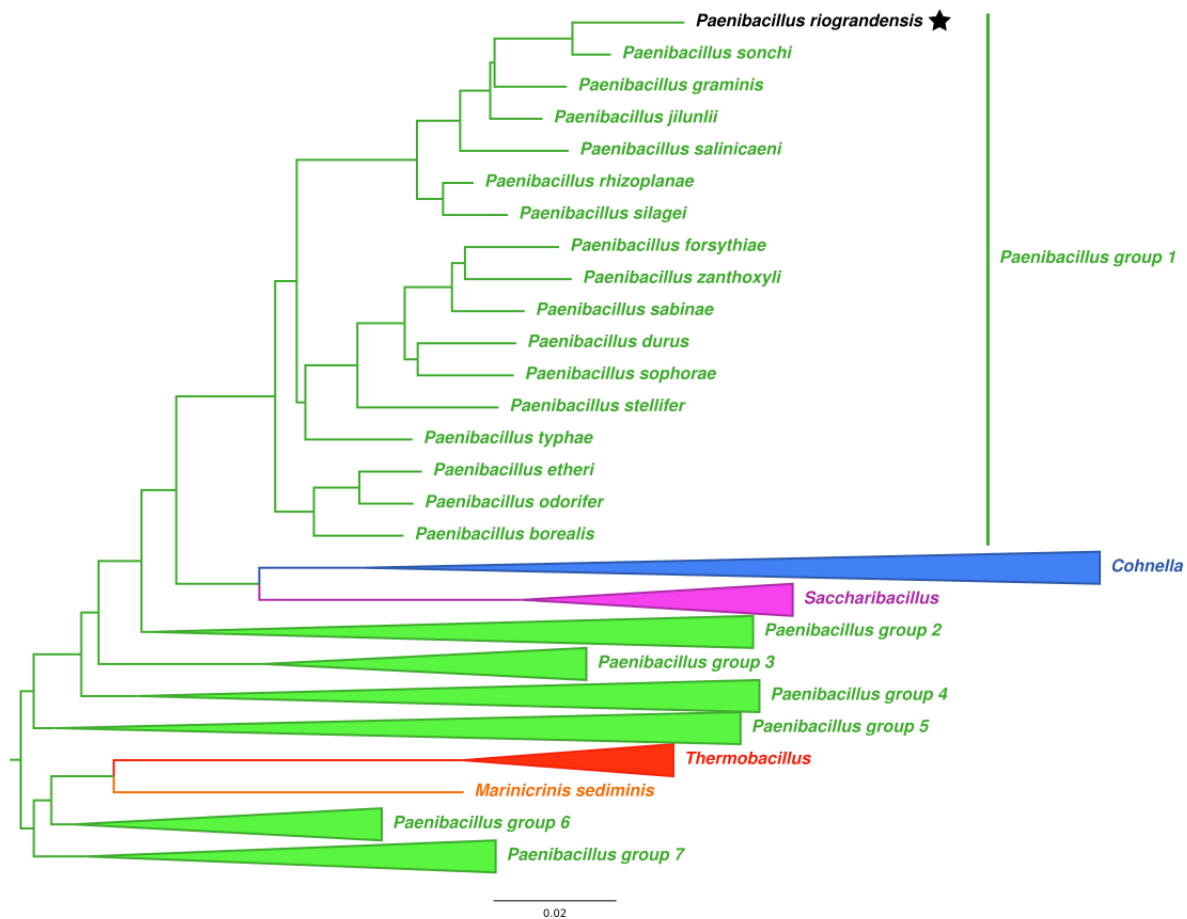 Paenibacillus riograndensis
Paenibacillus sonchi
Paenibacillus graminis
Paenibacillus jilunlii
Paenibacillus salinicaeni
Paenibacillus rhizoplanae
Paenibacillus silagei
Paenibacillus forsythiae
Paenibacillus group 1
Paenibacillus zanthoxyli
Paenibacillus sabinae
Paenibacillus durus
Paenibacillus sophorae
Paenibacillus stellifer
Paenibacillus typhae
Paenibacillus etheri
Paenibacillus odorifer
Paenibacillus borealis
Cohnella
Saccharibacillus
Paenibacillus group 2
Paenibacillus group 3
Paenibacillus group 4
Paenibacillus group 5
Thermobacillus
Marinicrinis sediminis
Paenibacillus group 6
Paenibacillus group 7
0.02